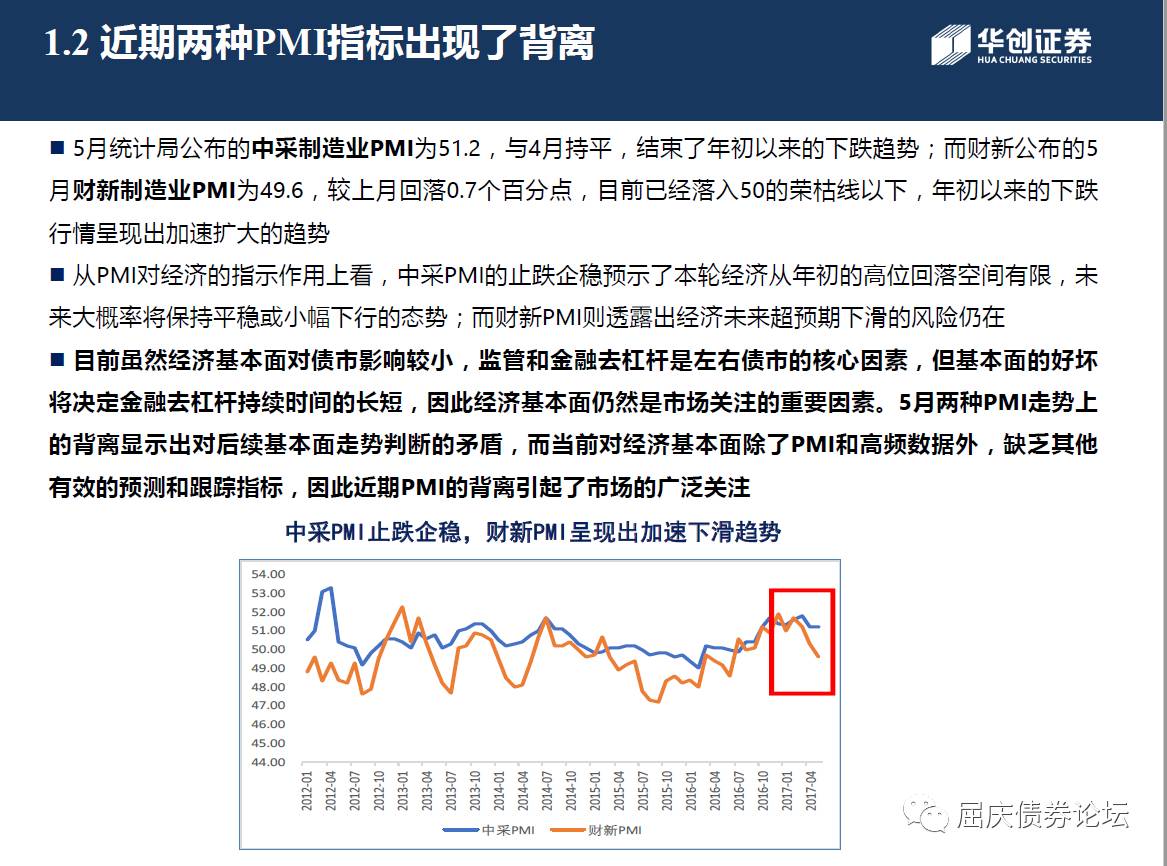 1.2 近期两种PMI指标出现了背离
华创证券
HUA CHUANG SECURITIES
■ 5月统计局公布的中采制造业PMI为51.2，与4月持平，结束了年初以来的下跌趋势；而财新公布的5
月财新制造业PMI为49.6，较上月回落0.7个百分点，目前已经落入50的荣枯线以下，年初以来的下跌
行情呈现出加速扩大的趋势
■ 从PMI对经济的指示作用上看，中采PMI的止跌企稳预示了本轮经济从年初的高位回落空间有限，未
来大概率将保持平稳或小幅下行的态势；而财新PMI则透露出经济未来超预期下滑的风险仍在
■ 目前虽然经济基本面对债市影响较小，监管和金融去杠杆是左右债市的核心因素，但基本面的好坏
将决定金融去杠杆持续时间的长短，因此经济基本面仍然是市场关注的重要因素。5月两种PMI走势上
的背离显示出对后续基本面走势判断的矛盾，而当前对经济基本面除了PMI和高频数据外，缺乏其他
有效的预测和跟踪指标，因此近期PMI的背离引起了市场的广泛关注
中采PMI止跌企稳，财新PMI呈现出加速下滑趋势
54.00
53.00
52.00
51.00
50.00
49.00
48.00
47.00
46.00
45.00
44.00
2012-01
2012-04
2012-07
2012-10
2013-01
2013-04
2013-07
2013-10
2014-01
2014-04
2014-07
2014-10
2015-01
2015-04
2015-07
2015-10
2016-01
2016-04
2016-07
2016-10
2017-01
2017-04
中采PMI
财新PMI
屈庆债券论坛